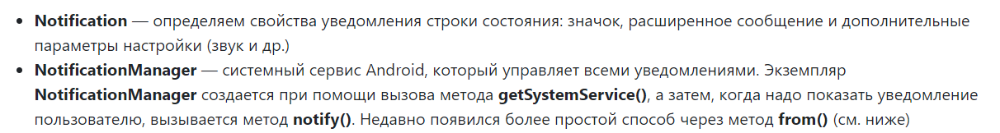 • Notification — определяем свойства уведомления строки состояния: значок, расширенное сообщение и дополнительные
параметры настройки (звук и др.)
• NotificationManager — системный сервис Android, который управляет всеми уведомлениями. Экземпляр
NotificationManager создается при помощи вызова метода getSystemService(), а затем, когда надо показать уведомление
пользователю, вызывается метод notify(). Недавно появился более простой способ через метод from() (см. ниже)